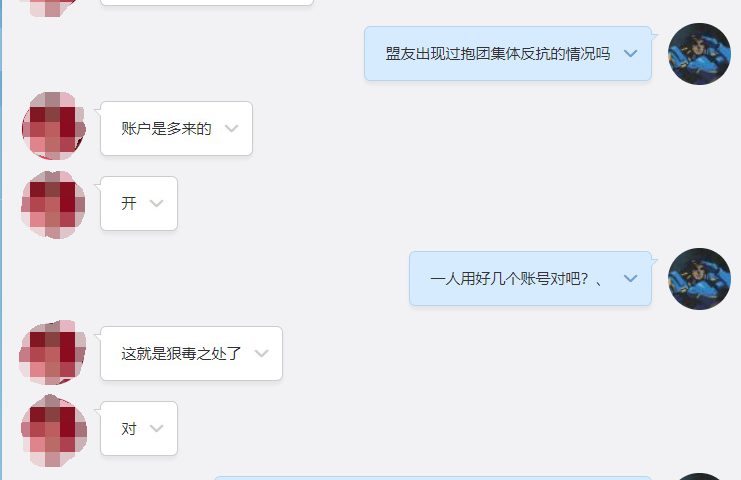 盟友出现过抱团集体反抗的情况吗
账户是多来的
开
一人用好几个账号对吧？、
这就是狠毒之处了
对